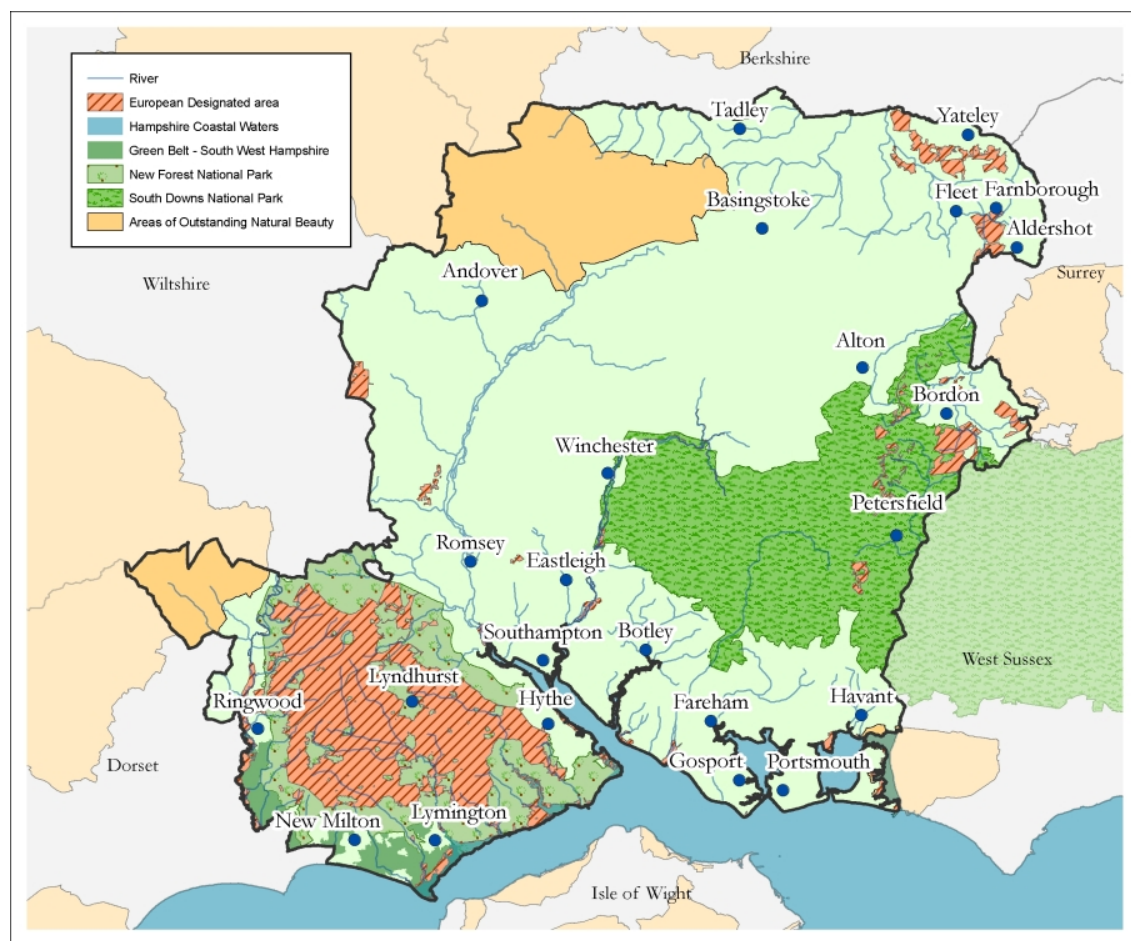 River
European Designated area
Hampshire Coastal Waters
Green Belt - South West Hampshire
New Forest National Park
South Downs National Park
Areas of Outstanding Natural Beauty
Berkshire
Tadley
Yateley
Fleet
Farnborough
Basingstoke
Aldershot
Andover
Surrey
Wiltshire
Alton
Bordon
Winchester
Petersfield
Romsey
Eastleigh
Southampton
Botley
West Sussex
Lyndhurst
Ringwood
Hythe
Fareham
Havant
Dorset
Gosport
Portsmouth
New Milton
Lymington
Isle of Wight